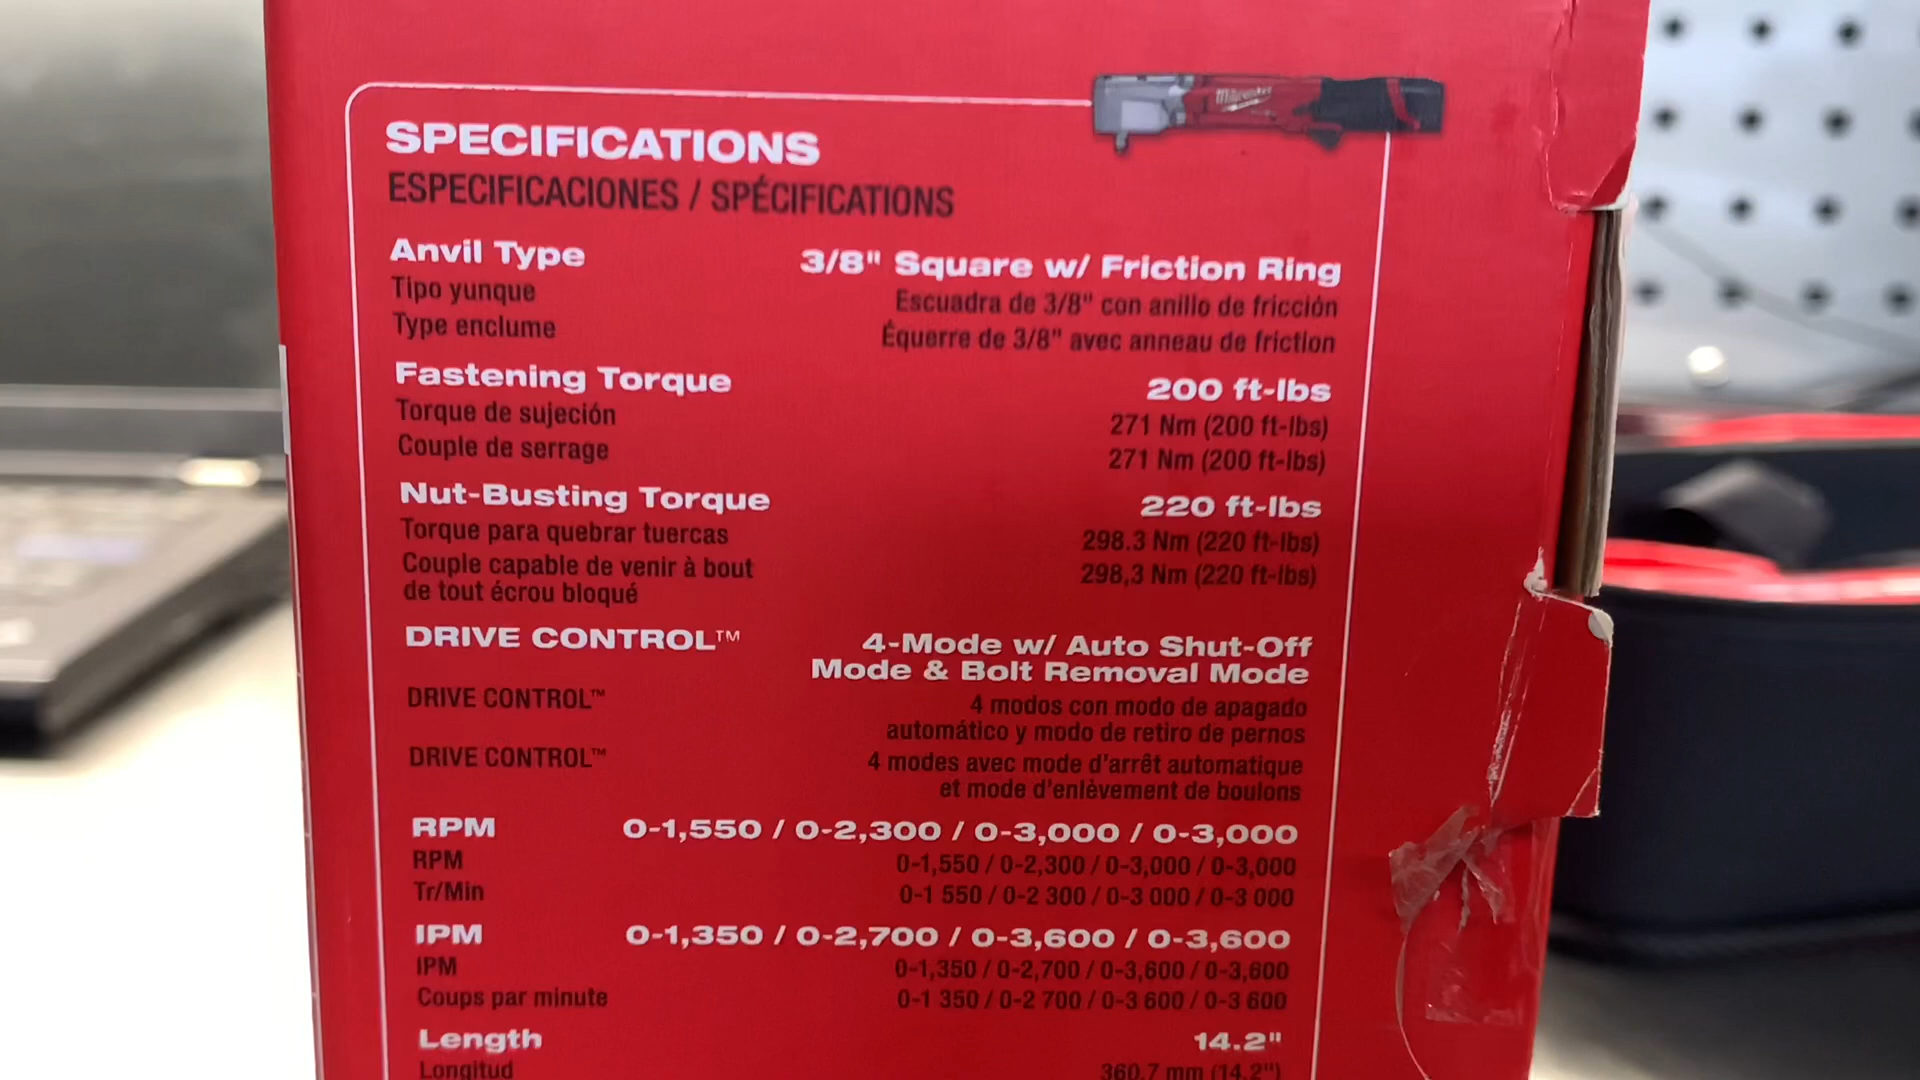 Milwaukee
SPECIFICATIONS
ESPECIFICACIONES / SPÉCIFICATIONS
Anvil Type 3/8" Square w/ Friction Ring
Tipo yunque Escuadra de 3/8" con anillo de fricción
Type enclume Équerre de 3/8" avec anneau de friction
Fastening Torque 200 ft-lbs
Torque de sujeción 271 Nm (200 ft-lbs)
Couple de serrage 271 Nm (200 ft-lbs)
Nut-Busting Torque 220 ft-lbs
Torque para quebrar tuercas 298.3 Nm (220 ft-lbs)
Couple capable de venir à bout 298,3 Nm (220 ft-lbs)
de tout écrou bloqué
DRIVE CONTROL™ 4-Mode w/ Auto Shut-Off
Mode & Bolt Removal Mode
DRIVE CONTROL™ 4 modos con modo de apagado
automático y modo de retiro de pernos
DRIVE CONTROL™ 4 modes avec mode d'arrêt automatique
et mode d'enlèvement de boulons
RPM 0-1,550 / 0-2,300 / 0-3,000 / 0-3,000
RPM 0-1,550 / 0-2,300 / 0-3,000 / 0-3,000
Tr/Min 0-1 550 / 0-2 300 / 0-3 000 / 0-3 000
IPM 0-1,350 / 0-2,700 / 0-3,600 / 0-3,600
IPM 0-1,350 / 0-2,700 / 0-3,600 / 0-3,600
Coups par minute 0-1 350 / 0-2 700 / 0-3 600 / 0-3 600
Length 14.2"
Longitud 360.7 mm (14.2")